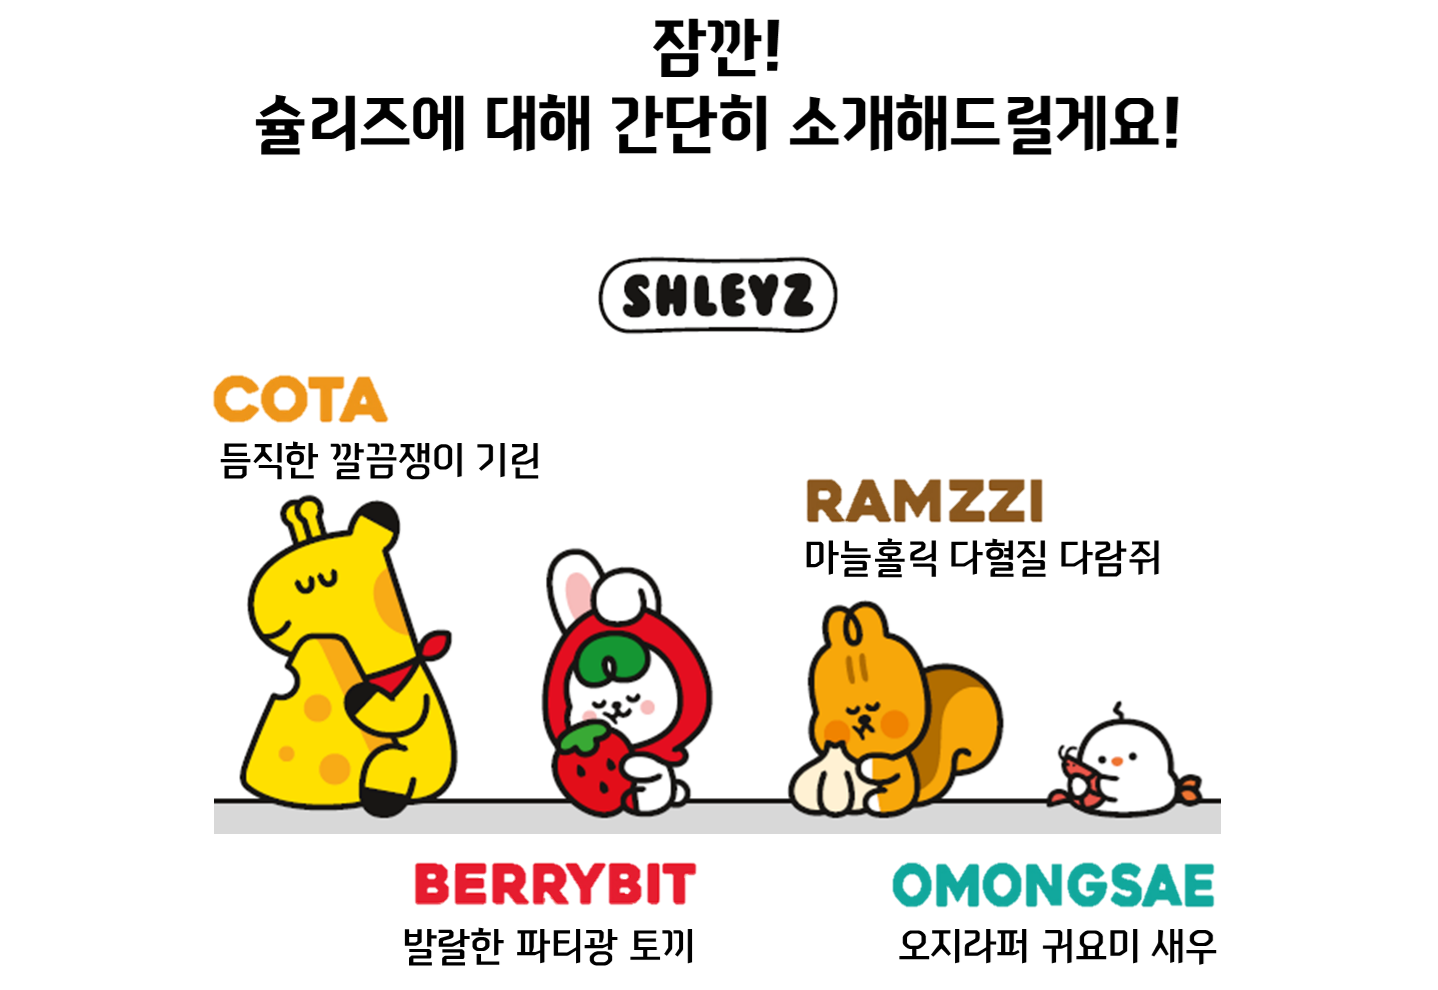 잠깐!
슐리즈에 대해 간단히 소개해드릴게요!
SHLEYZ
COTA
듬직한 깔끔쟁이 기린
RAMZZI
마늘홀릭 다혈질 다람쥐
BERRYBIT
발랄한 파티광 토끼
OMONGSAE
오지라퍼 귀요미 새우